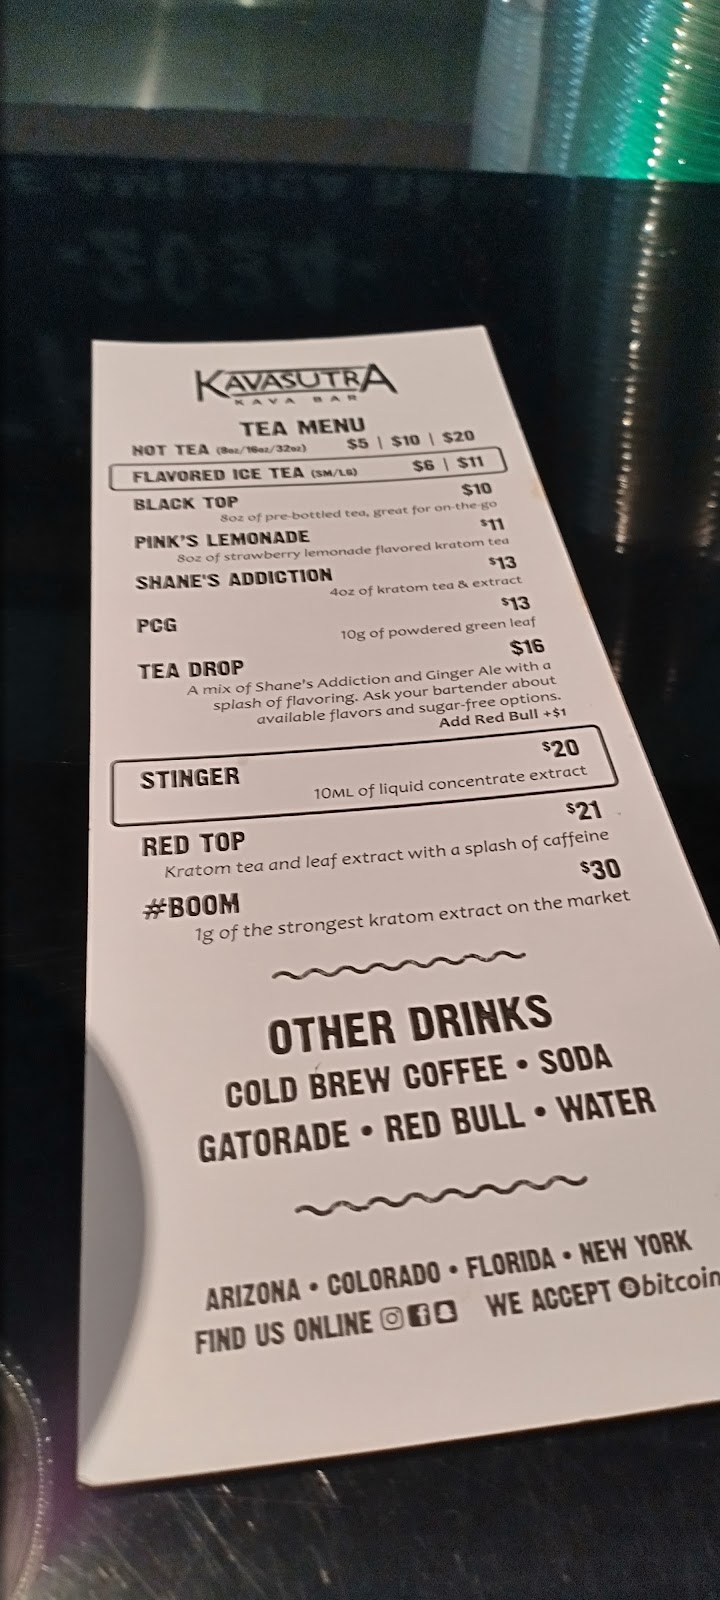 KAVASUTRA
KAVA BAR
TEA MENU
HOT TEA (8oz/16oz/32oz) $5 | $10 | $20
FLAVORED ICE TEA (SM/LG) $6 | $11
BLACK TOP $10
8oz of pre-bottled tea, great for on-the-go
PINK'S LEMONADE $11
8oz of strawberry lemonade flavored kratom tea
SHANE'S ADDICTION $13
4oz of kratom tea & extract
PCG $13
10g of powdered green leaf
TEA DROP $16
A mix of Shane's Addiction and Ginger Ale with a
splash of flavoring. Ask your bartender about
available flavors and sugar-free options.
Add Red Bull +$1
STINGER $20
10ML of liquid concentrate extract
RED TOP $21
Kratom tea and leaf extract with a splash of caffeine
#BOOM $30
1g of the strongest kratom extract on the market
OTHER DRINKS
COLD BREW COFFEE • SODA
GATORADE • RED BULL • WATER
ARIZONA • COLORADO • FLORIDA • NEW YORK
FIND US ONLINE WE ACCEPT bitcoin